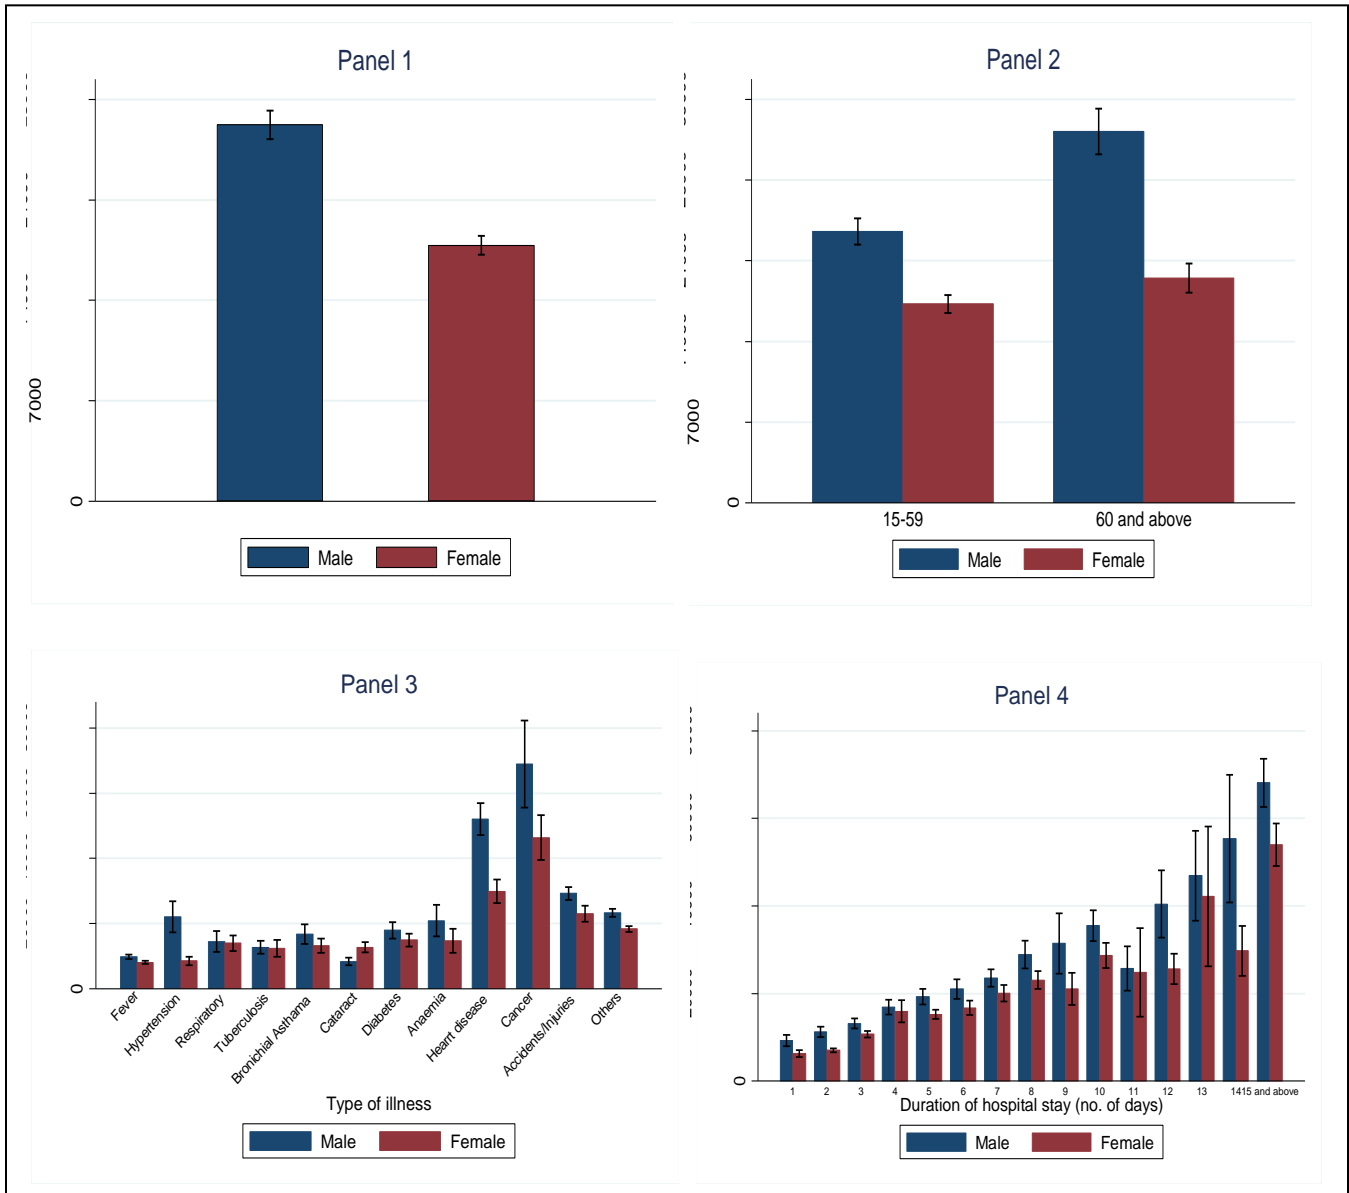 Panel 1
7000
0
Male Female
Panel 2
7000
0
15-59 60 and above
Male Female
Panel 3
0
Fever Hypertension Respiratory Tuberculosis Bronichial Asthama Cataract Diabetes Anaemia Hearrt disease Cancer Accidents/Injuries Others
Type of illness
Male Female
Panel 4
0
1 2 3 4 5 6 7 8 9 10 11 12 13 1415 and above
Duration of hospital stay (no. of days)
Male Female